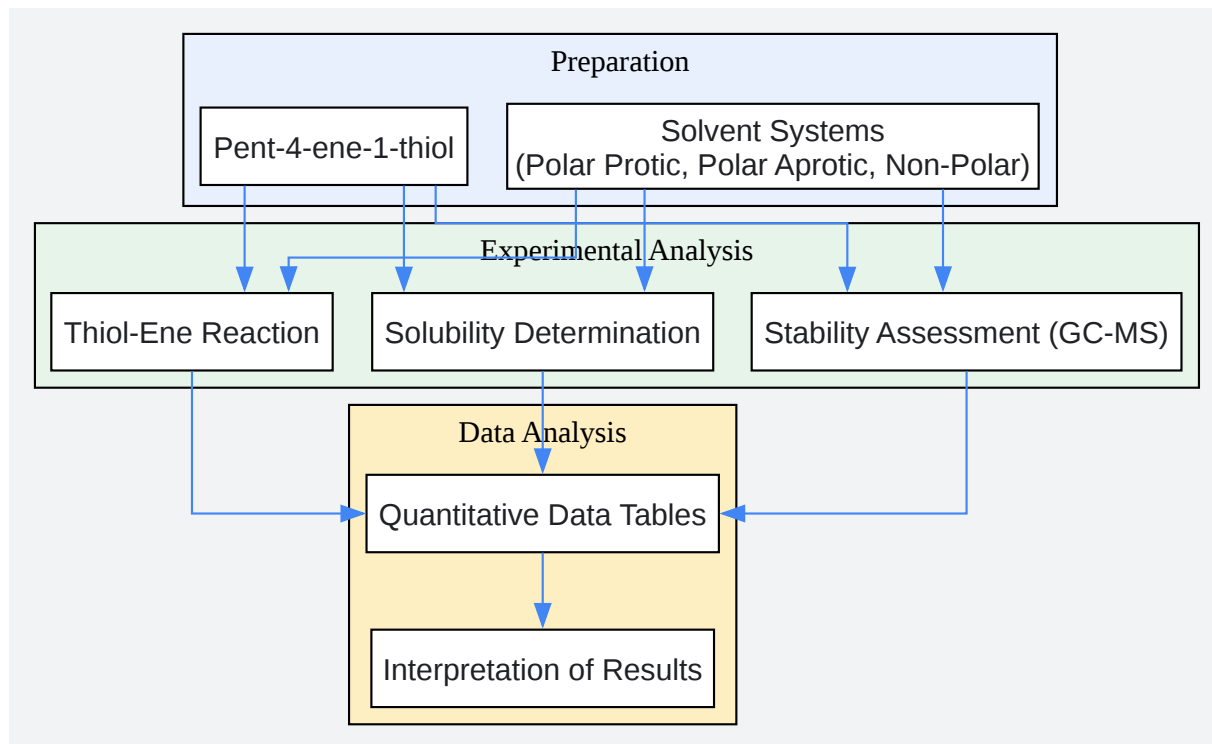 Preparation
Pent-4-ene-1-thiol
Solvent Systems
(Polar Protic, Polar Aprotic, Non-Polar)
Experimental Analysis
Thiol-Ene Reaction
Solubility Determination
Stability Assessment (GC-MS)
Data Analysis
Quantitative Data Tables
Interpretation of Results